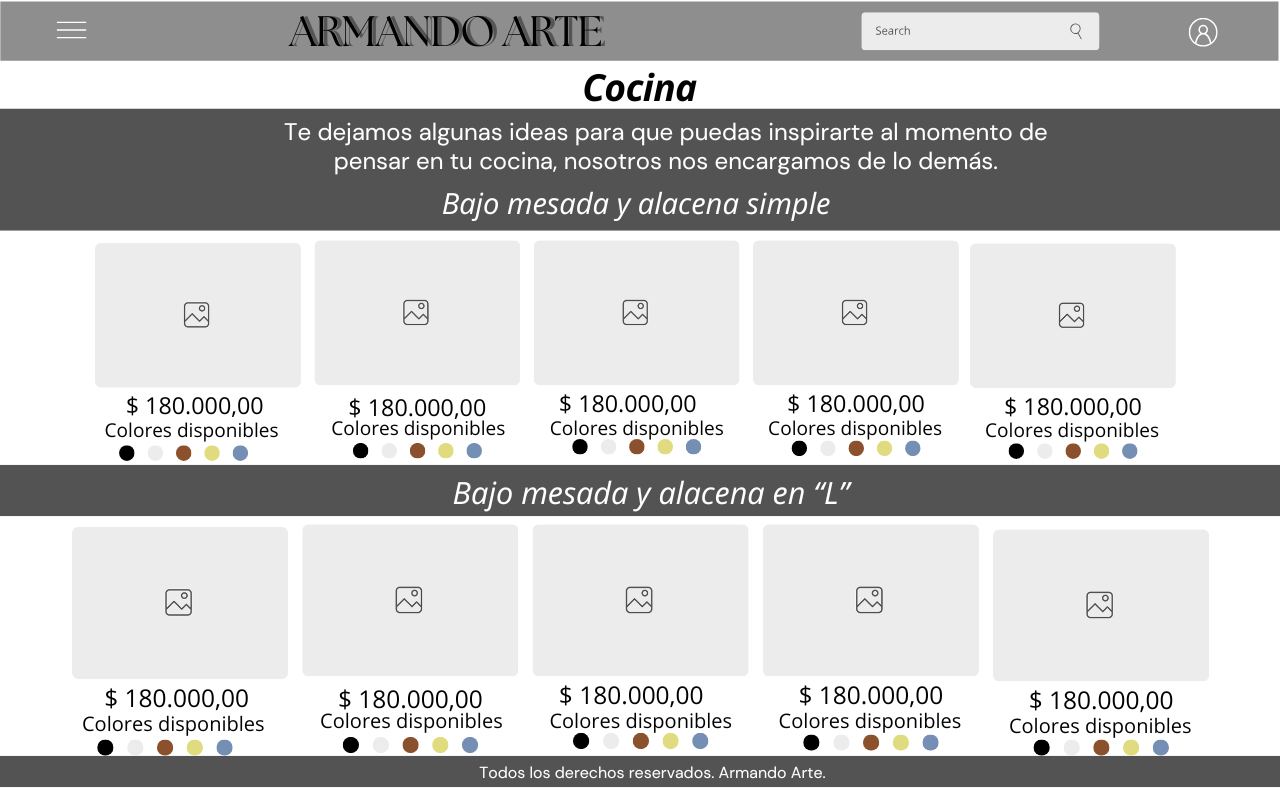 ARMANDO ARTE
Search
Cocina
Te dejamos algunas ideas para que puedas inspirarte al momento de
pensar en tu cocina, nosotros nos encargamos de lo demás.
Bajo mesada y alacena simple
$ 180.000,00
$ 180.000,00
$ 180.000,00
$ 180.000,00
$ 180.000,00
Colores disponibles
Colores disponibles
Colores disponibles
Colores disponibles
Colores disponibles
Bajo mesada y alacena en “L”
$ 180.000,00
$ 180.000,00
$ 180.000,00
$ 180.000,00
$ 180.000,00
Colores disponibles
Colores disponibles
Colores disponibles
Colores disponibles
Colores disponibles
Todos los derechos reservados. Armando Arte.